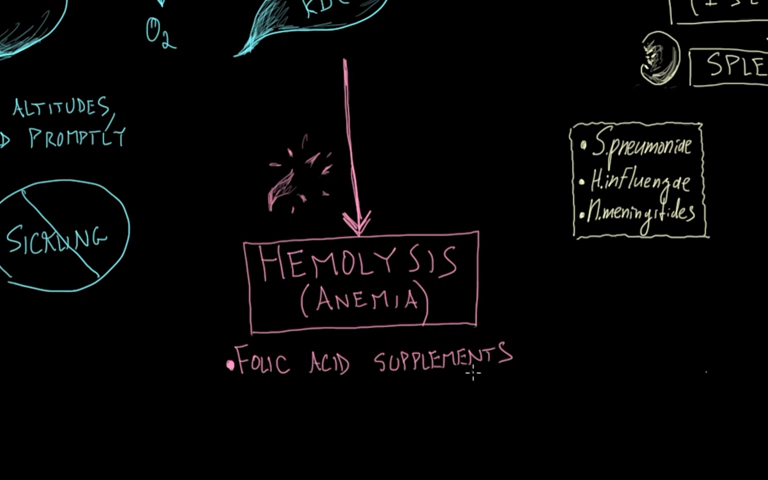 O2
ALTITUDES,
PROMPTLY
SICKLING
HEMOLYSIS
(ANEMIA)
• FOLIC ACID SUPPLEMENTS
SPLE
• S.pneumoniae
• H.influenzae
• N.meningitides